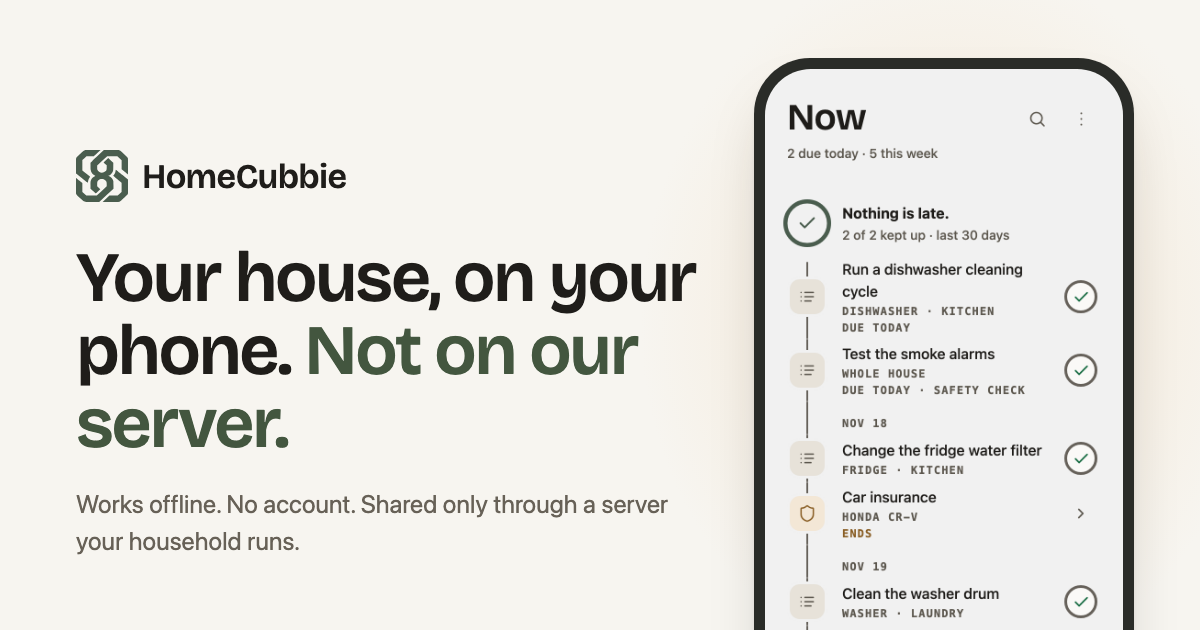 HomeCubbie
Your house, on your
phone. Not on our
server.
Works offline. No account. Shared only through a server
your household runs.
Now
2 due today · 5 this week
Nothing is late.
2 of 2 kept up · last 30 days
Run a dishwasher cleaning
cycle
DISHWASHER · KITCHEN
DUE TODAY
Test the smoke alarms
WHOLE HOUSE
DUE TODAY · SAFETY CHECK
NOV 18
Change the fridge water filter
FRIDGE · KITCHEN
Car insurance
HONDA CR-V
ENDS
NOV 19
Clean the washer drum
WASHER · LAUNDRY